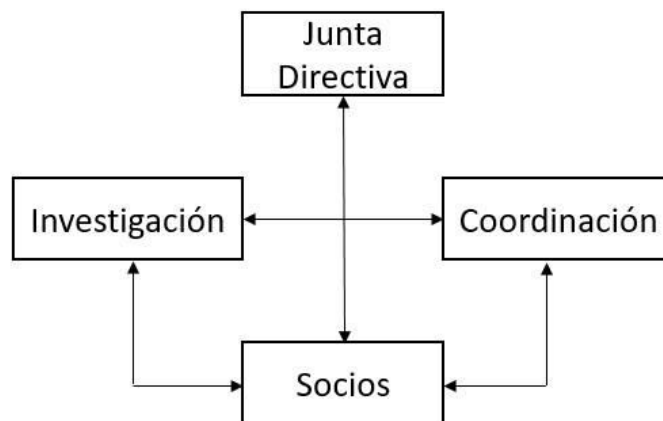 Junta
Directiva
Investigación
Coordinación
Socios